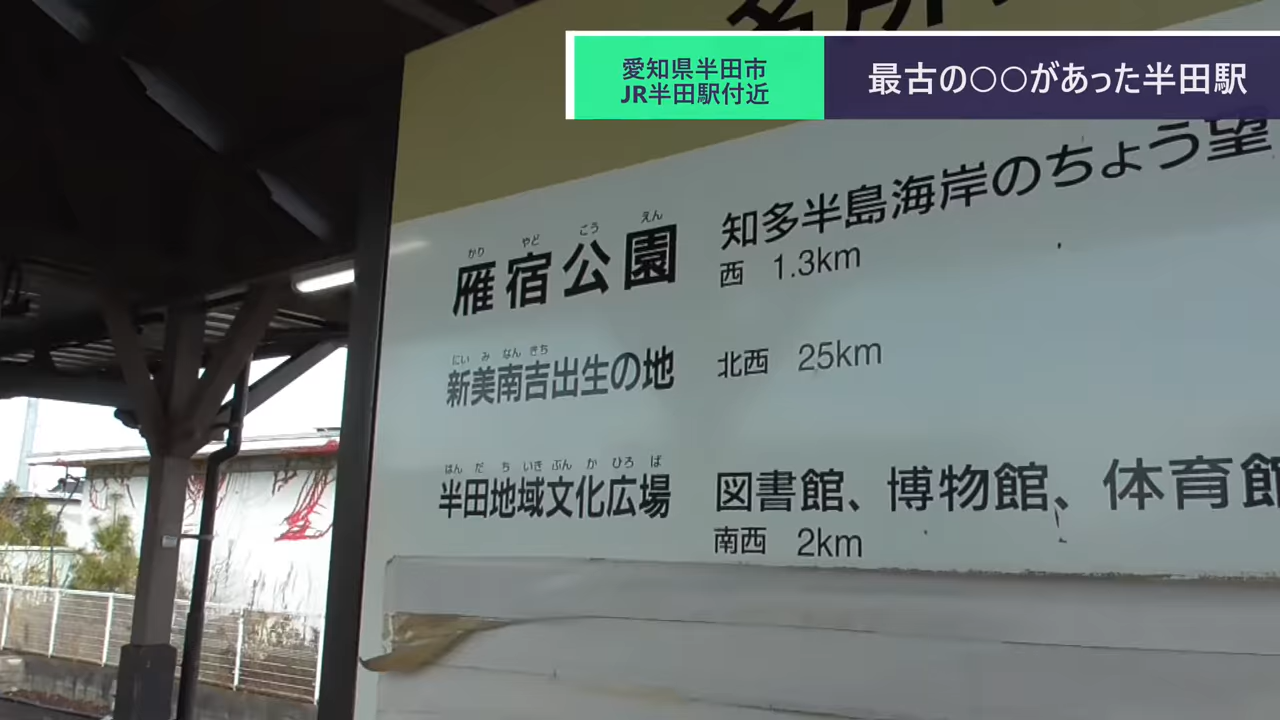 愛知県半田市
JR半田駅付近
最古の○○があった半田駅
かり やど こう えん
雁宿公園
知多半島海岸のちょう望
西 1.3km
にい み なん きち
新美南吉出生の地
北西 25km
はん だ ち いき ぶん か ひろ ば
半田地域文化広場
図書館、博物館、体育館
南西 2km